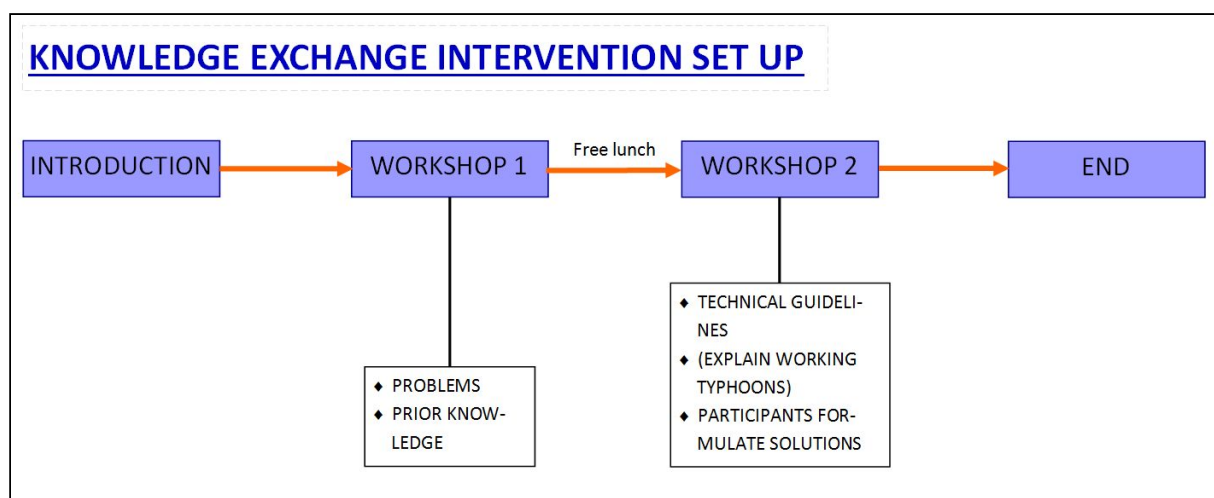 KNOWLEDGE EXCHANGE INTERVENTION SET UP
INTRODUCTION
WORKSHOP 1
Free lunch
WORKSHOP 2
END
♦ PROBLEMS
♦ PRIOR KNOW-
LEDGE
♦ TECHNICAL GUIDELI-
NES
♦ (EXPLAIN WORKING
TYPHOONS)
♦ PARTICIPANTS FOR-
MULATE SOLUTIONS